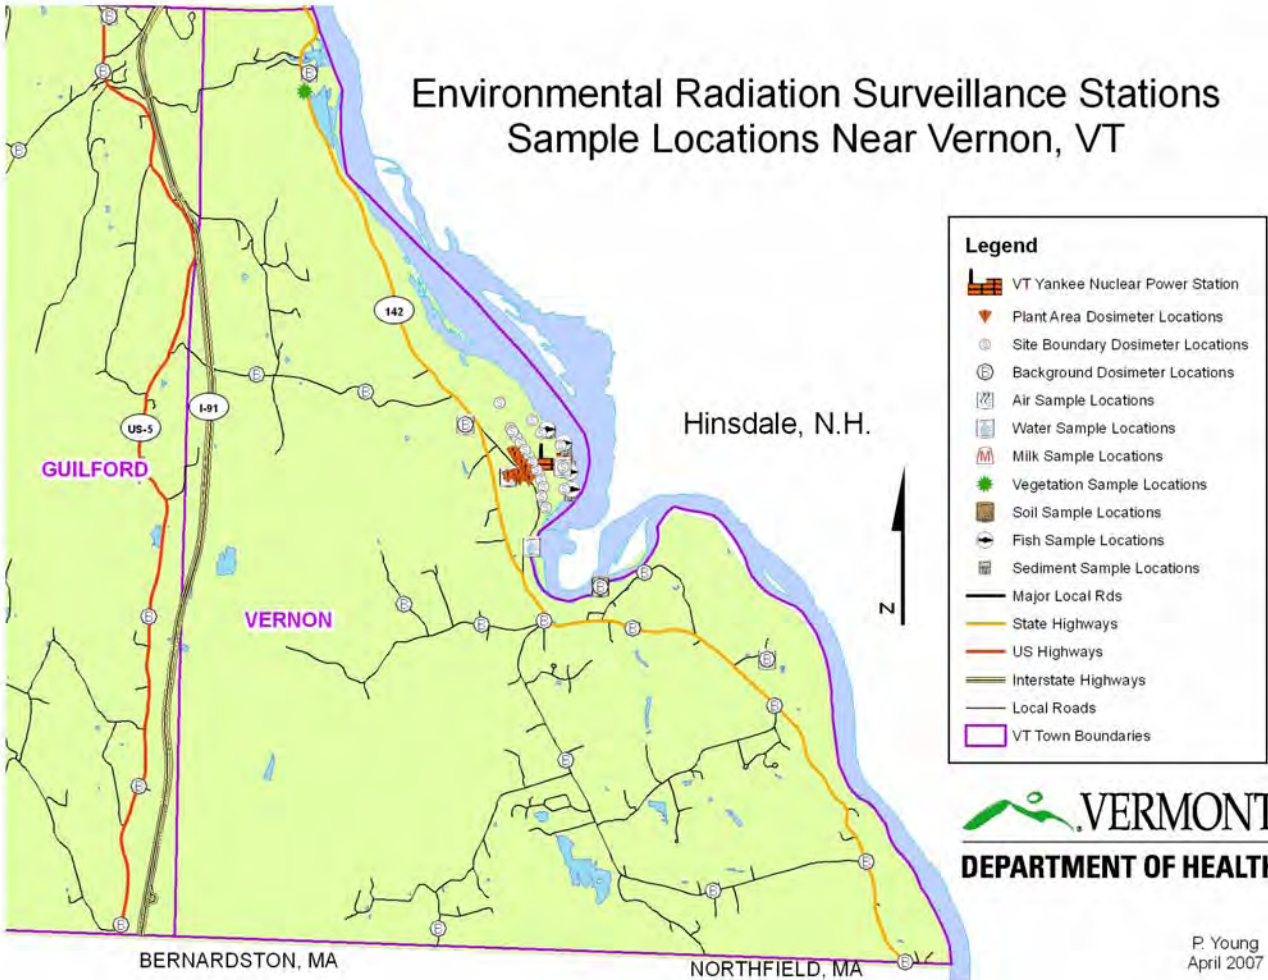 Environmental Radiation Surveillance Stations
Sample Locations Near Vernon, VT
142
US-5
I-91
GUILFORD
VERNON
Hinsdale, N.H.
N
BERNARDSTON, MA
NORTHFIELD, MA
Legend
VT Yankee Nuclear Power Station
Plant Area Dosimeter Locations
Site Boundary Dosimeter Locations
Background Dosimeter Locations
Air Sample Locations
Water Sample Locations
M Milk Sample Locations
Vegetation Sample Locations
Soil Sample Locations
Fish Sample Locations
Sediment Sample Locations
Major Local Rds
State Highways
US Highways
Interstate Highways
Local Roads
VT Town Boundaries
VERMONT
DEPARTMENT OF HEALTH
P. Young
April 2007